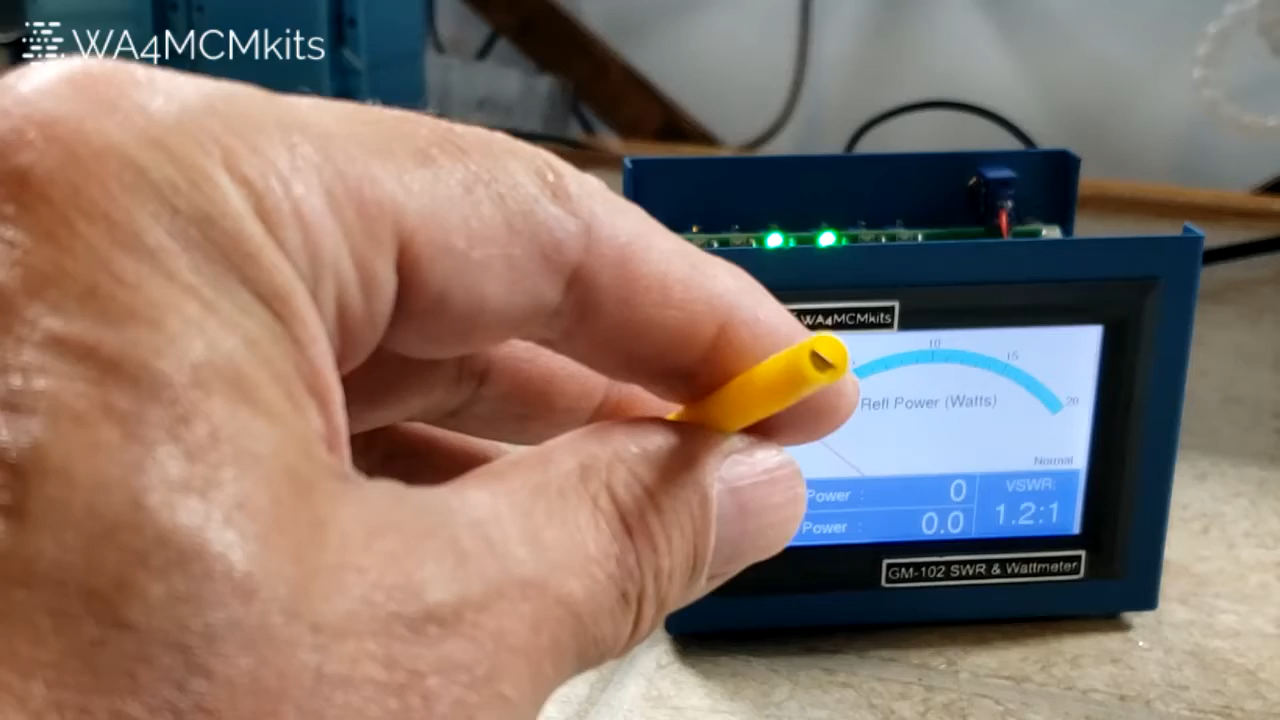 WA4MCMkits
WA4MCMkits
10
15
20
Refl Power (Watts)
Normal
Power : 0
Power : 0.0
VSWR:
1.2:1
GM-102 SWR & Wattmeter